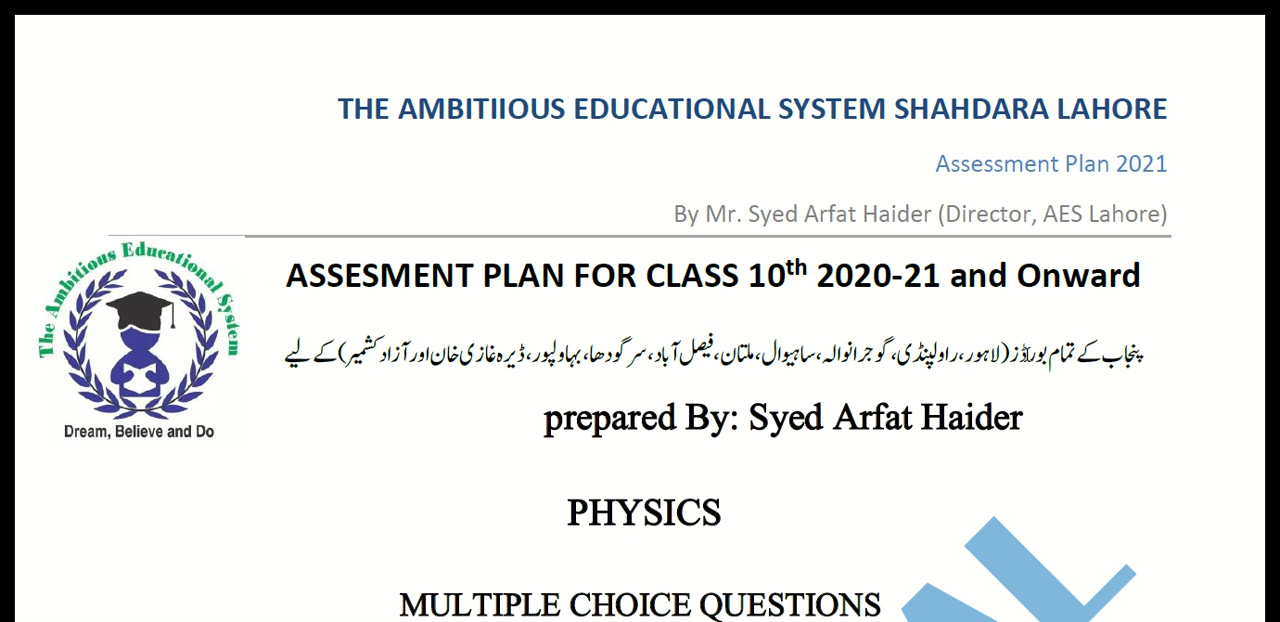 THE AMBITIIOUS EDUCATIONAL SYSTEM SHAHDARA LAHORE
Assessment Plan 2021
By Mr. Syed Arfat Haider (Director, AES Lahore)
The Ambitious Educational System
Dream, Believe and Do
ASSESMENT PLAN FOR CLASS 10th 2020-21 and Onward
پنجاب کے تمام بورڈز (لاہور، راولپنڈی، گوجرانوالہ، ساہیوال، ملتان، فیصل آباد، سرگودھا، بہاولپور، ڈیرہ غازی خان اور آزاد کشمیر) کے لیے
prepared By: Syed Arfat Haider
PHYSICS
MULTIPLE CHOICE QUESTIONS